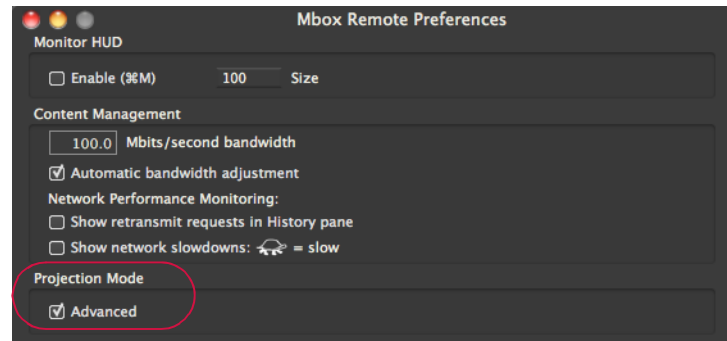 Mbox Remote Preferences
Monitor HUD
Enable (⌘M) 100 Size
Content Management
100.0 Mbits/second bandwidth
Automatic bandwidth adjustment
Network Performance Monitoring:
Show retransmit requests in History pane
Show network slowdowns: = slow
Projection Mode
Advanced